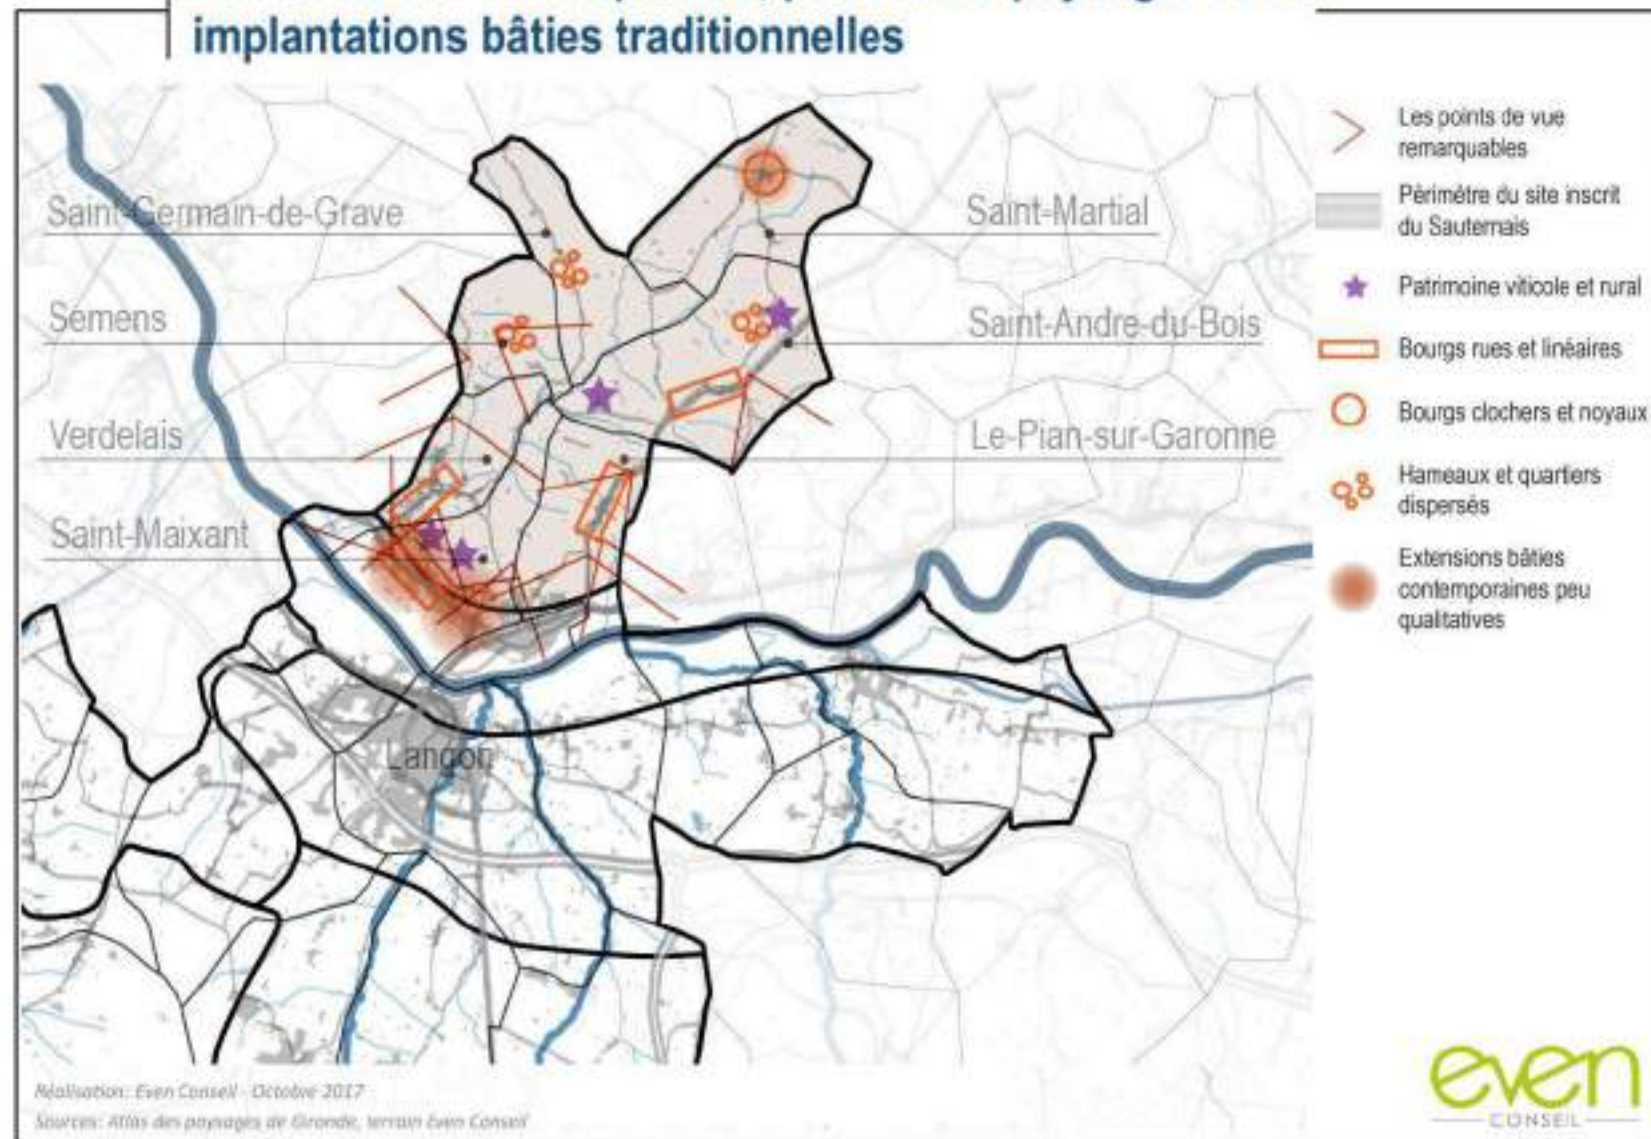 implantations bâties traditionnelles
Saint-Germain-de-Grave
Semens
Verdelais
Saint-Maixant
Saint-Martial
Saint-Andre-du-Bois
Le-Pian-sur-Garonne
Langon
Les points de vue
remarquables
Périmètre du site inscrit
du Sauternais
Patrimoine viticole et rural
Bourgs rues et linéaires
Bourgs clochers et noyaux
Hameaux et quartiers
dispersés
Extensions bâties
contemporaines peu
qualitatives
Réalisation: Even Conseil - Octobre 2017
Sources: Atlas des paysages de Gironde, terrain Even Conseil
even
CONSEIL